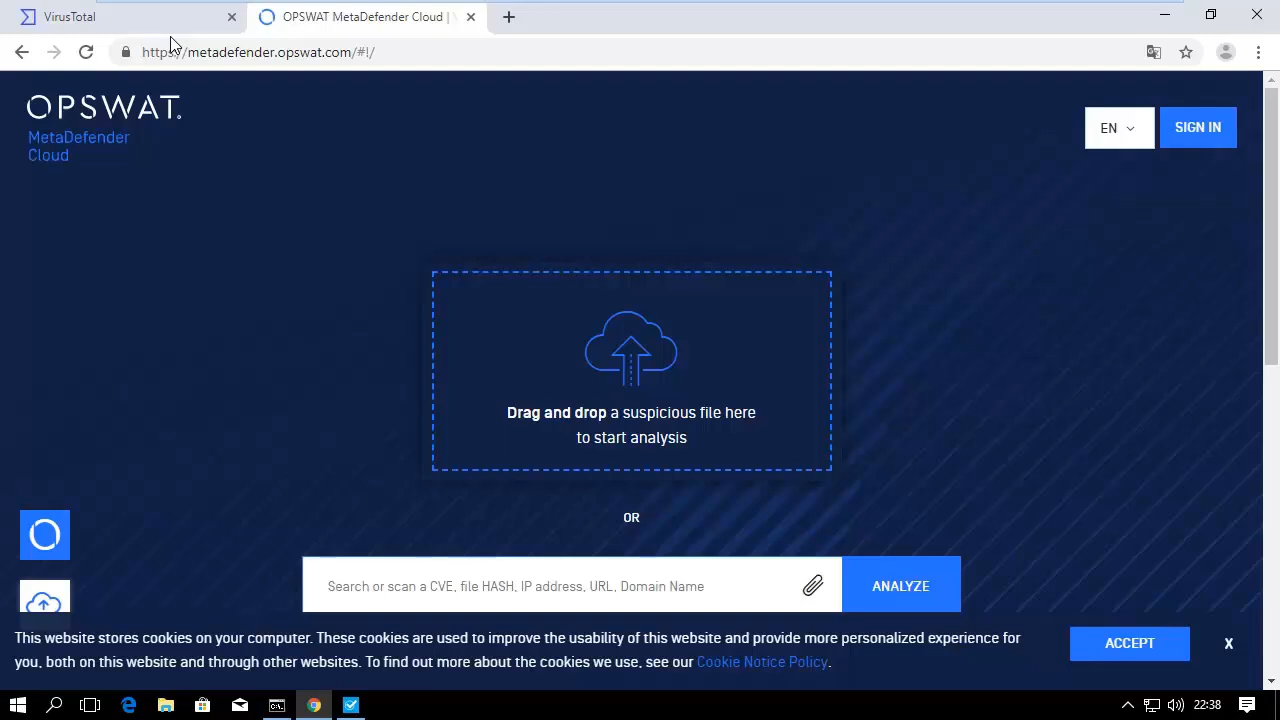 VirusTotal
OPSWAT MetaDefender Cloud |
https://metadefender.opswat.com/#!/
OPSWAT.
MetaDefender
Cloud
EN
SIGN IN
Drag and drop a suspicious file here
to start analysis
OR
Search or scan a CVE, file HASH, IP address, URL, Domain Name
ANALYZE
This website stores cookies on your computer. These cookies are used to improve the usability of this website and provide more personalized experience for
you, both on this website and through other websites. To find out more about the cookies we use, see our Cookie Notice Policy.
ACCEPT
X
22:38